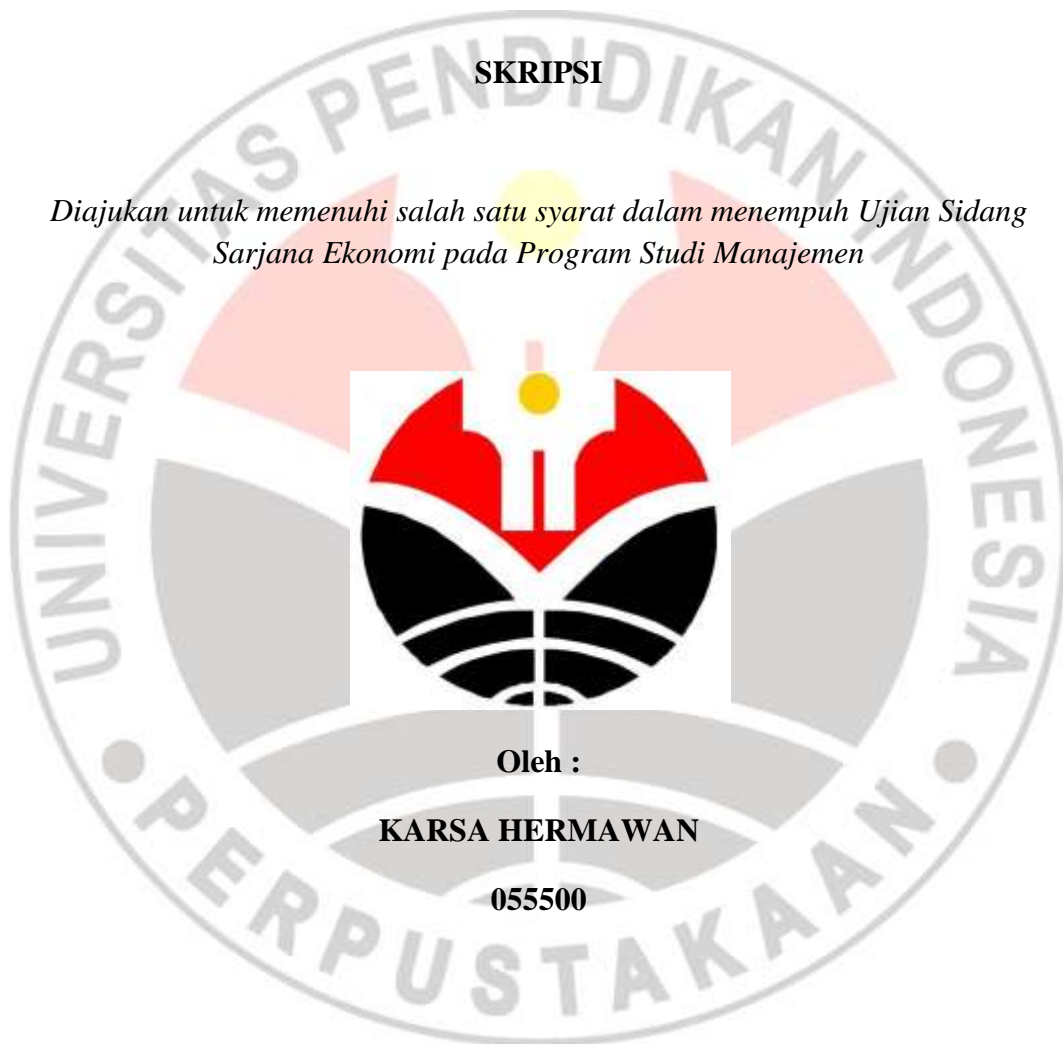 UNIVERSITAS PENDIDIKAN INDONESIA
SKRIPSI
Diajukan untuk memenuhi salah satu syarat dalam menempuh Ujian Sidang
Sarjana Ekonomi pada Program Studi Manajemen
Oleh :
KARSA HERMAWAN
055500
PERPUSTAKAAN